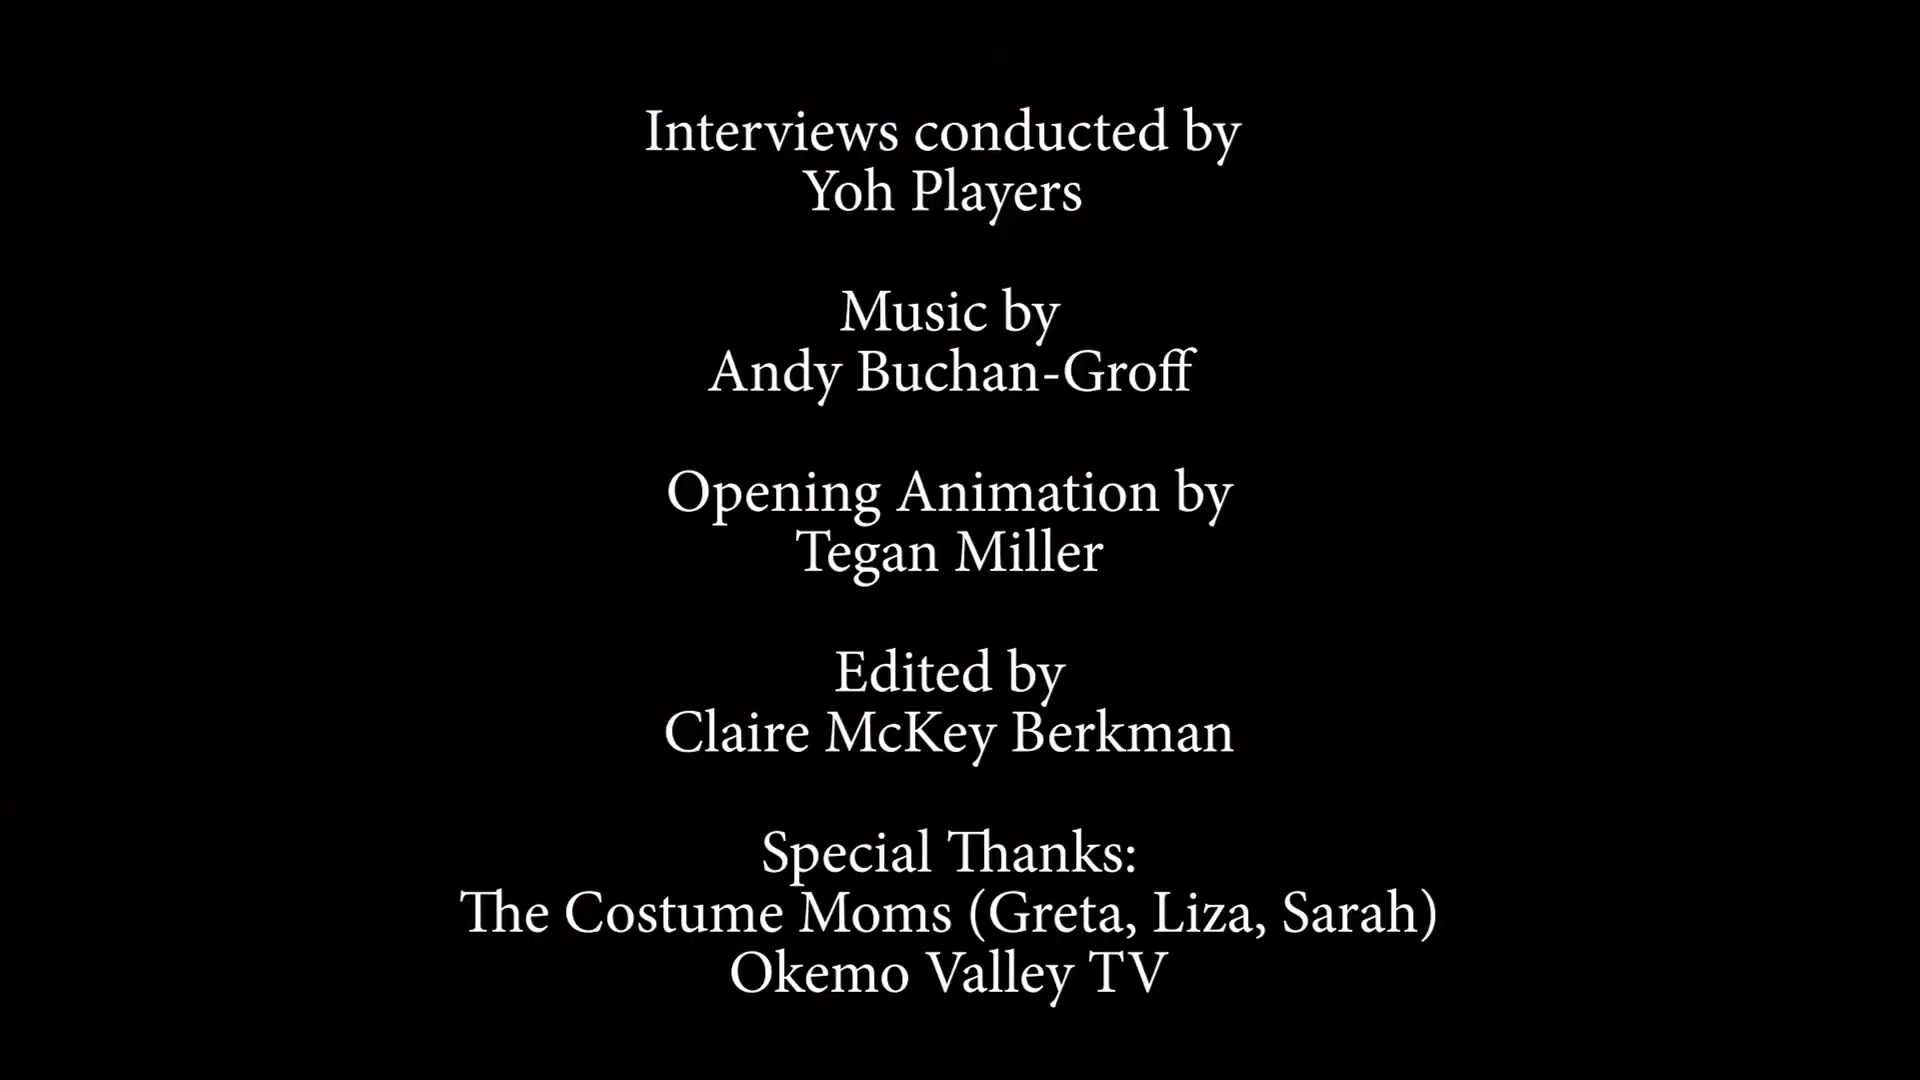 Interviews conducted by
Yoh Players
Music by
Andy Buchan-Groff
Opening Animation by
Tegan Miller
Edited by
Claire McKey Berkman
Special Thanks:
The Costume Moms (Greta, Liza, Sarah)
Okemo Valley TV